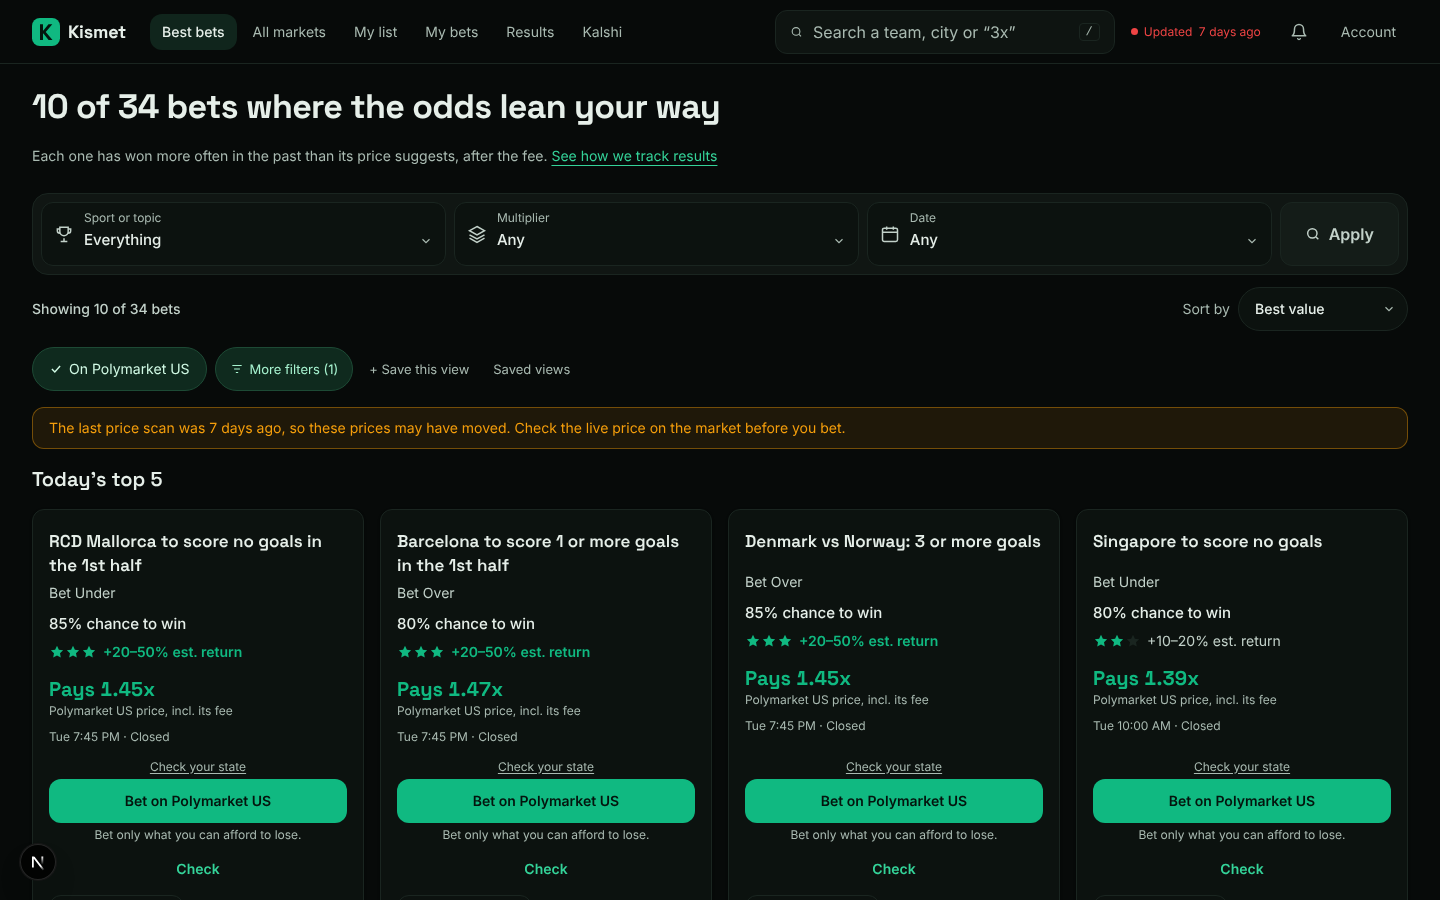 K Kismet
Best bets
All markets
My list
My bets
Results
Kalshi
Search a team, city or “3x”
/
Updated 7 days ago
Account
10 of 34 bets where the odds lean your way
Each one has won more often in the past than its price suggests, after the fee. See how we track results
Sport or topic
Everything
Multiplier
Any
Date
Any
Apply
Showing 10 of 34 bets
Sort by
Best value
On Polymarket US
More filters (1)
+ Save this view
Saved views
The last price scan was 7 days ago, so these prices may have moved. Check the live price on the market before you bet.
Today’s top 5
RCD Mallorca to score no goals in
the 1st half
Bet Under
85% chance to win
+20–50% est. return
Pays 1.45x
Polymarket US price, incl. its fee
Tue 7:45 PM · Closed
Check your state
Bet on Polymarket US
Bet only what you can afford to lose.
Check
Barcelona to score 1 or more goals
in the 1st half
Bet Over
80% chance to win
+20–50% est. return
Pays 1.47x
Polymarket US price, incl. its fee
Tue 7:45 PM · Closed
Check your state
Bet on Polymarket US
Bet only what you can afford to lose.
Check
Denmark vs Norway: 3 or more goals
Bet Over
85% chance to win
+20–50% est. return
Pays 1.45x
Polymarket US price, incl. its fee
Tue 7:45 PM · Closed
Check your state
Bet on Polymarket US
Bet only what you can afford to lose.
Check
Singapore to score no goals
Bet Under
80% chance to win
+10–20% est. return
Pays 1.39x
Polymarket US price, incl. its fee
Tue 10:00 AM · Closed
Check your state
Bet on Polymarket US
Bet only what you can afford to lose.
Check
N